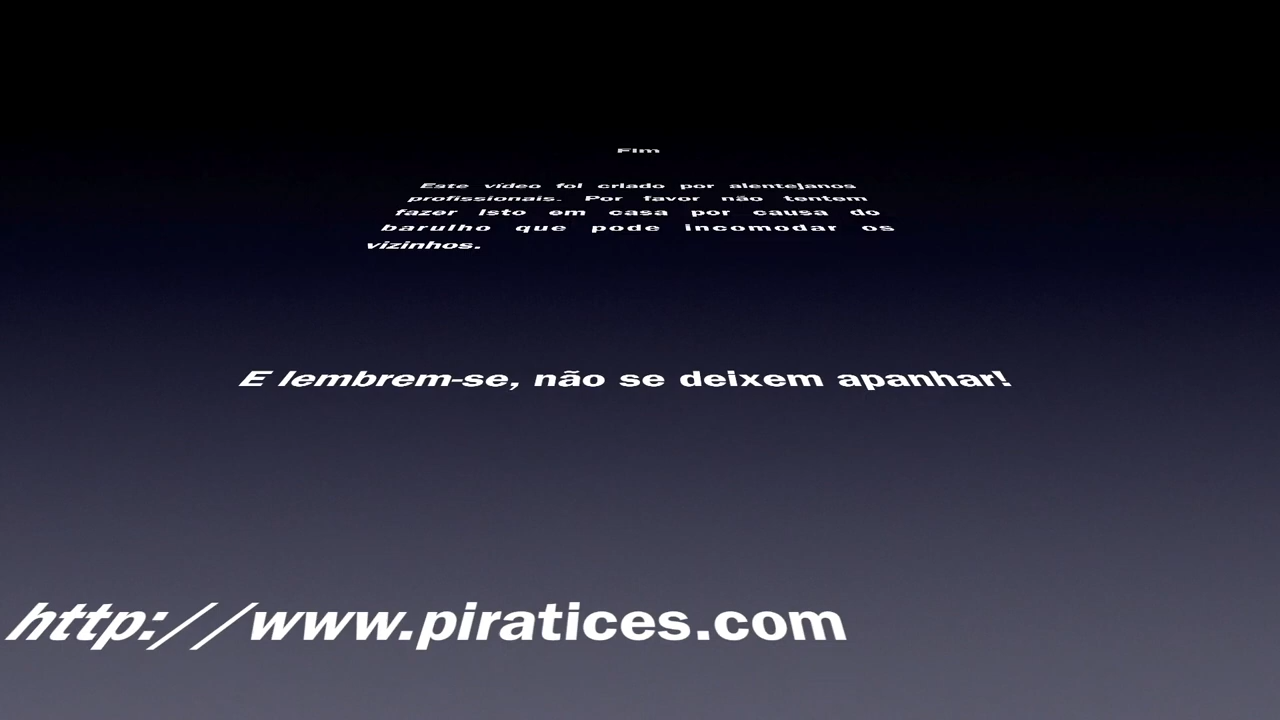 Fim
Este vídeo foi criado por alentejanos
profissionais. Por favor não tentem
fazer isto em casa por causa do
barulho que pode incomodar os
vizinhos.
E lembrem-se, não se deixem apanhar!
http://www.piratices.com